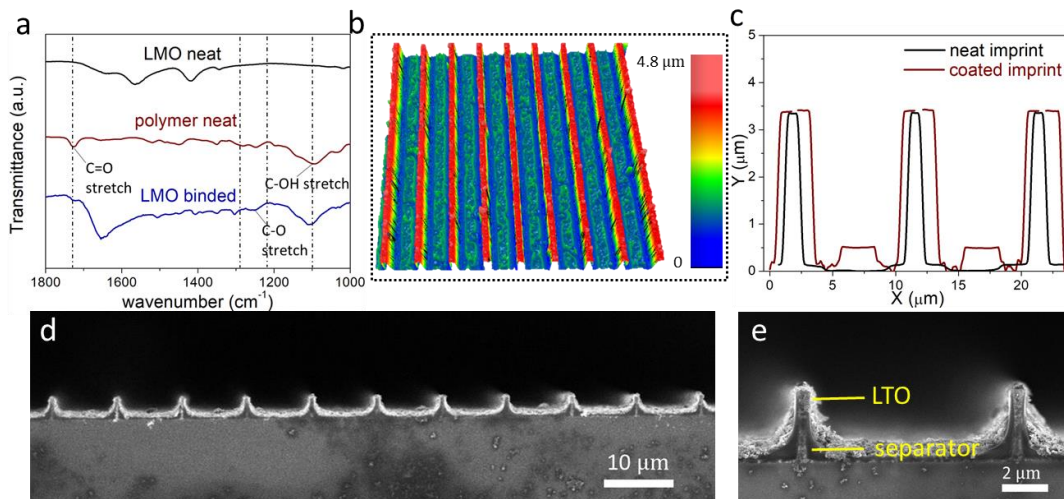 a
LMO neat
polymer neat
C=O
stretch
C-OH stretch
LMO binded
C-O
stretch
Transmittance (a.u.)
1800
1600
1400
1200
1000
wavenumber (cm⁻¹)
b
4.8 μm
0
c
neat imprint
coated imprint
5
4
3
2
1
0
Y (μm)
0
5
10
15
20
X (μm)
d
10 μm
e
LTO
separator
2 μm